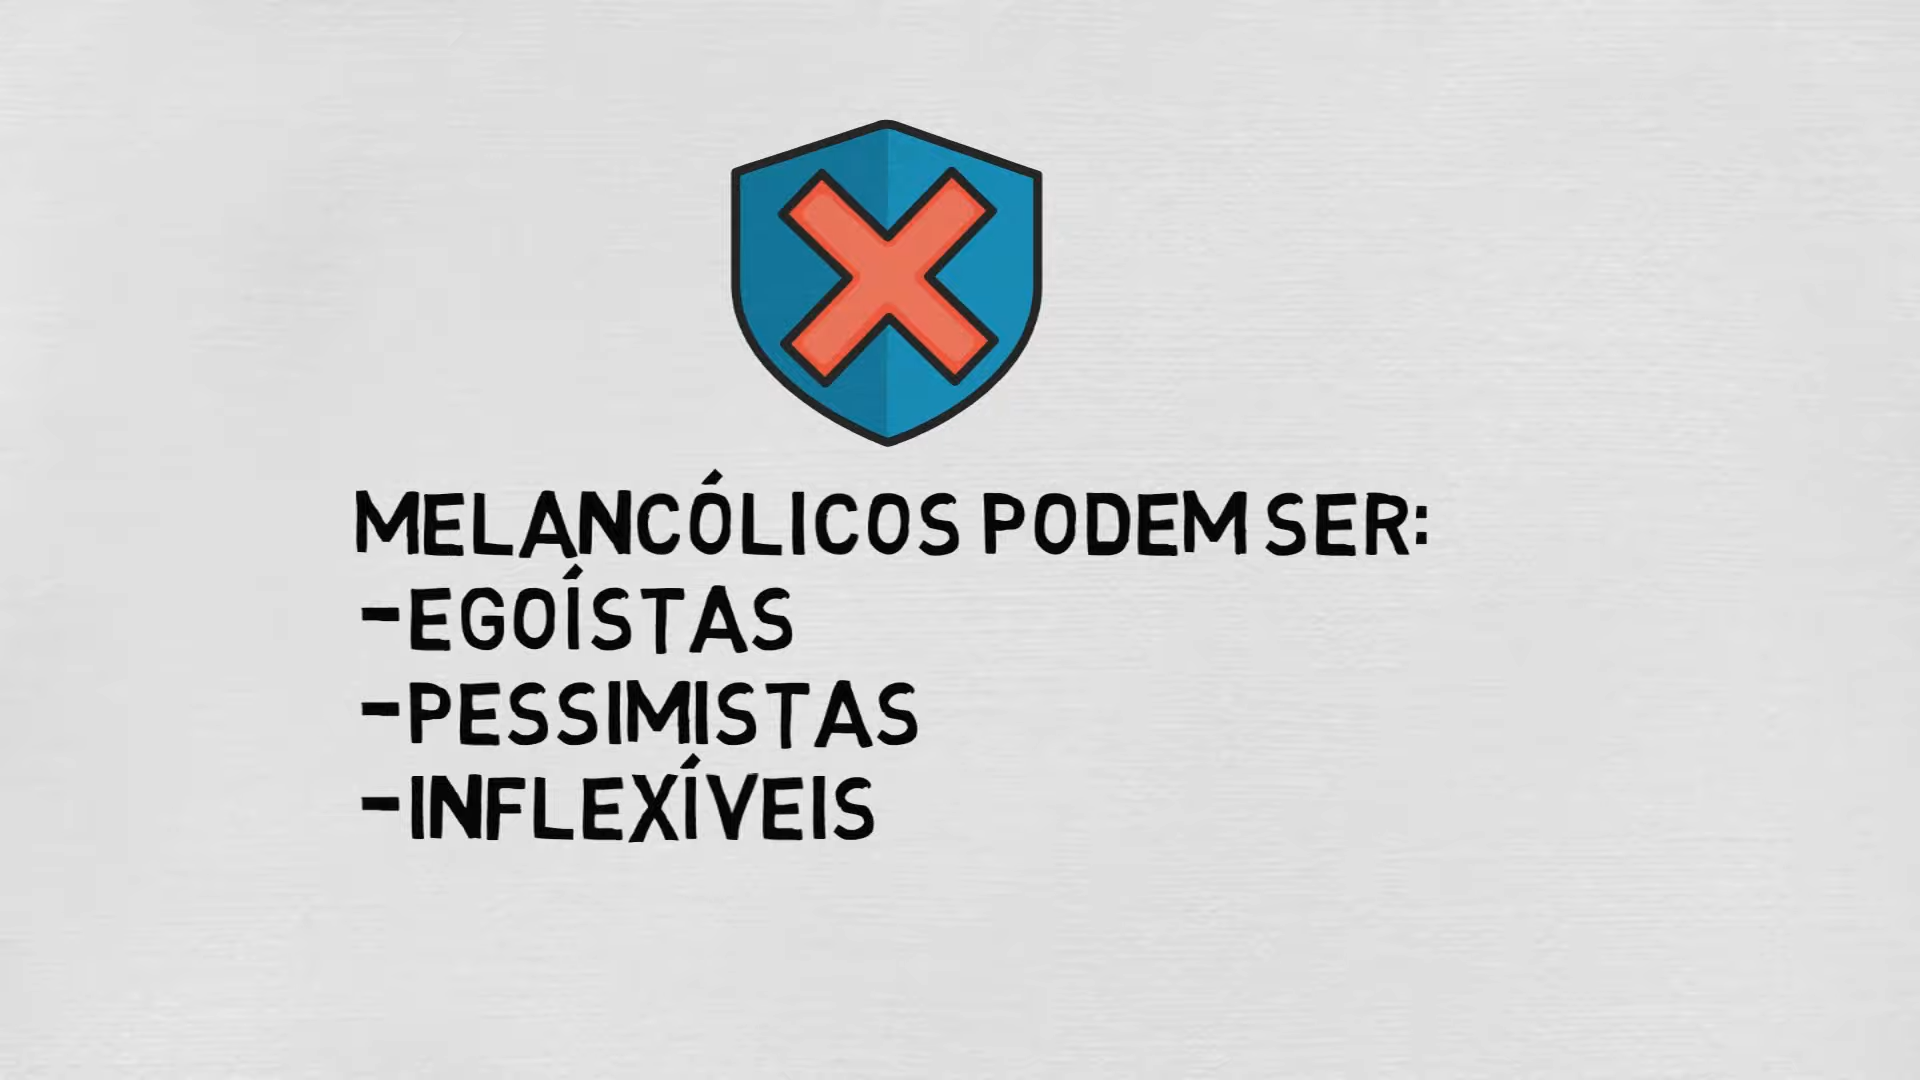 MELANCÓLICOS PODEM SER:
-EGOÍSTAS
-PESSIMISTAS
-INFLEXÍVEIS